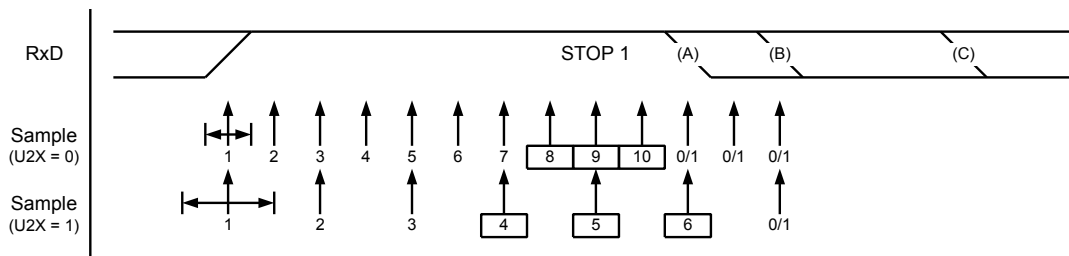 RxD STOP 1 (A) (B) (C)
Sample
(U2X = 0)
1 2 3 4 5 6 7 8 9 10 0/1 0/1 0/1
Sample
(U2X = 1)
1 2 3 4 5 6 0/1